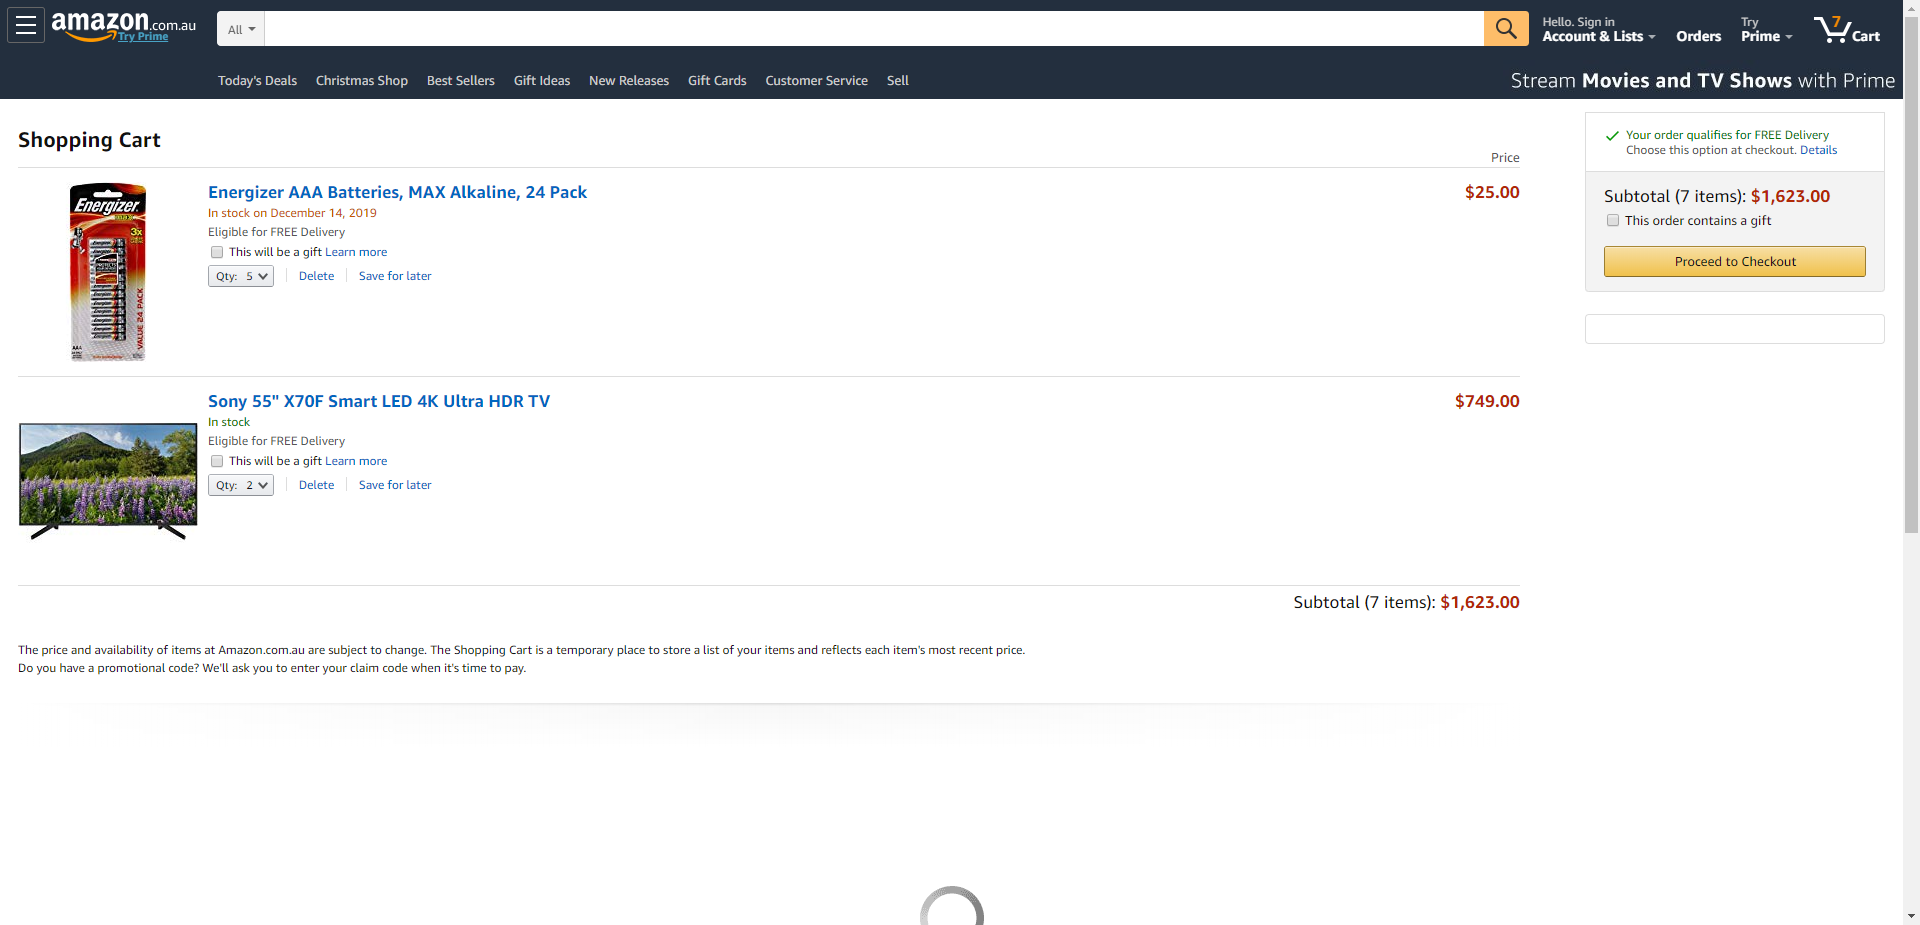 amazon.com.au
Try Prime
All
Hello. Sign in
Account & Lists
Orders
Try
Prime
7
Cart
Today's Deals
Christmas Shop
Best Sellers
Gift Ideas
New Releases
Gift Cards
Customer Service
Sell
Stream Movies and TV Shows with Prime
Shopping Cart
Price
Energizer AAA Batteries, MAX Alkaline, 24 Pack
$25.00
In stock on December 14, 2019
Eligible for FREE Delivery
This will be a gift Learn more
Qty: 5
Delete
Save for later
Energizer
3x
VALUE 24 PACK
AAA
Sony 55" X70F Smart LED 4K Ultra HDR TV
$749.00
In stock
Eligible for FREE Delivery
This will be a gift Learn more
Qty: 2
Delete
Save for later
Subtotal (7 items): $1,623.00
Your order qualifies for FREE Delivery
Choose this option at checkout. Details
Subtotal (7 items): $1,623.00
This order contains a gift
Proceed to Checkout
The price and availability of items at Amazon.com.au are subject to change. The Shopping Cart is a temporary place to store a list of your items and reflects each item's most recent price.
Do you have a promotional code? We'll ask you to enter your claim code when it's time to pay.